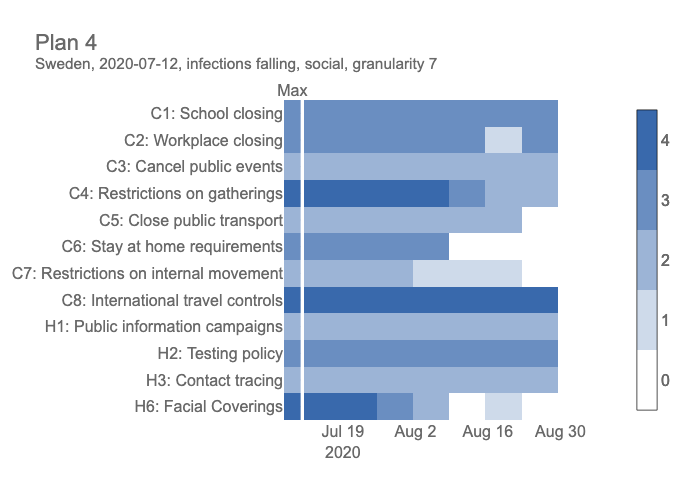 Plan 4
Sweden, 2020-07-12, infections falling, social, granularity 7
Max
C1: School closing
C2: Workplace closing
C3: Cancel public events
C4: Restrictions on gatherings
C5: Close public transport
C6: Stay at home requirements
C7: Restrictions on internal movement
C8: International travel controls
H1: Public information campaigns
H2: Testing policy
H3: Contact tracing
H6: Facial Coverings
Jul 19 Aug 2 Aug 16 Aug 30
2020
4
3
2
1
0